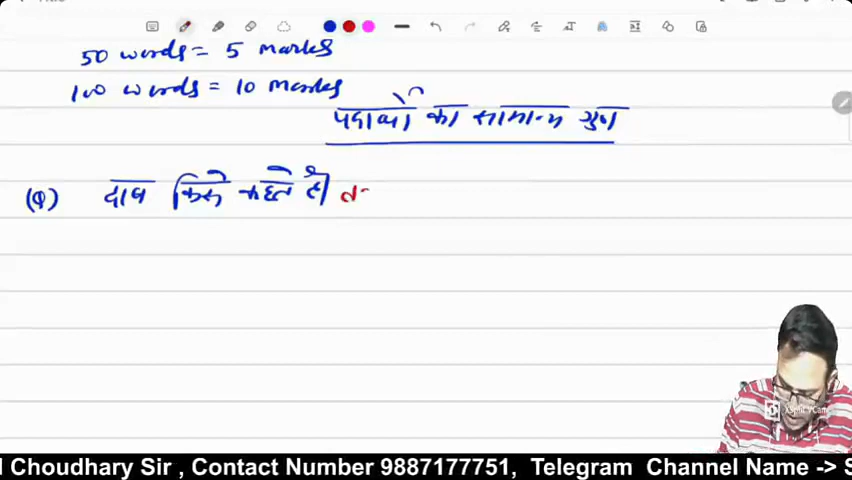 50 words = 5 marks
100 words = 10 marks
पदार्थों का सामान्य गुण
(Q) दाब किसे कहते है
d Choudhary Sir , Contact Number 9887177751, Telegram Channel Name -> S